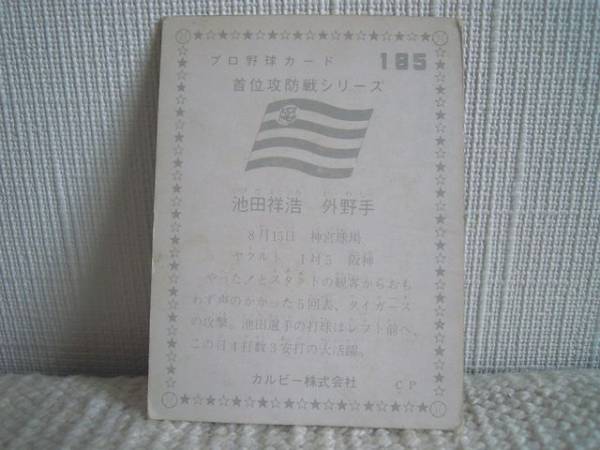 プロ野球カード 185
首位攻防戦シリーズ
池田祥浩 外野手
8月15日 神宮球場
ヤクルト 1対5 阪神
やったノとスタンドの観客からおも
わず声のかかった5回表、タイガース
の攻撃。池田選手の打球はレフト前へ、
この日4打数3安打の大活躍。
カルビー株式会社 CP